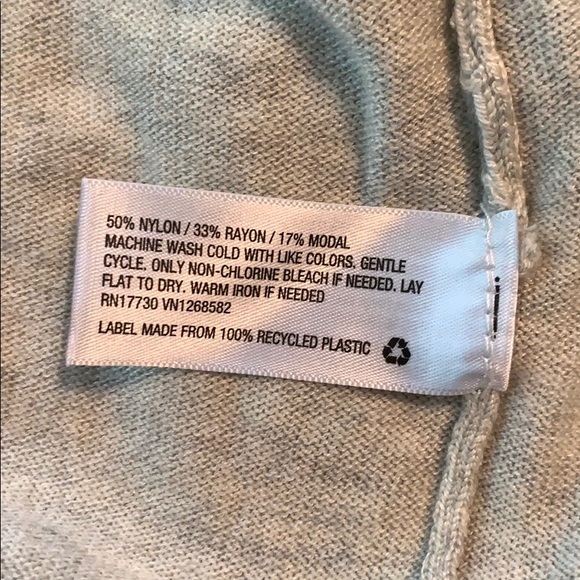 50% NYLON / 33% RAYON / 17% MODAL
MACHINE WASH COLD WITH LIKE COLORS. GENTLE
CYCLE. ONLY NON-CHLORINE BLEACH IF NEEDED. LAY
FLAT TO DRY. WARM IRON IF NEEDED
RN17730 VN1268582
LABEL MADE FROM 100% RECYCLED PLASTIC